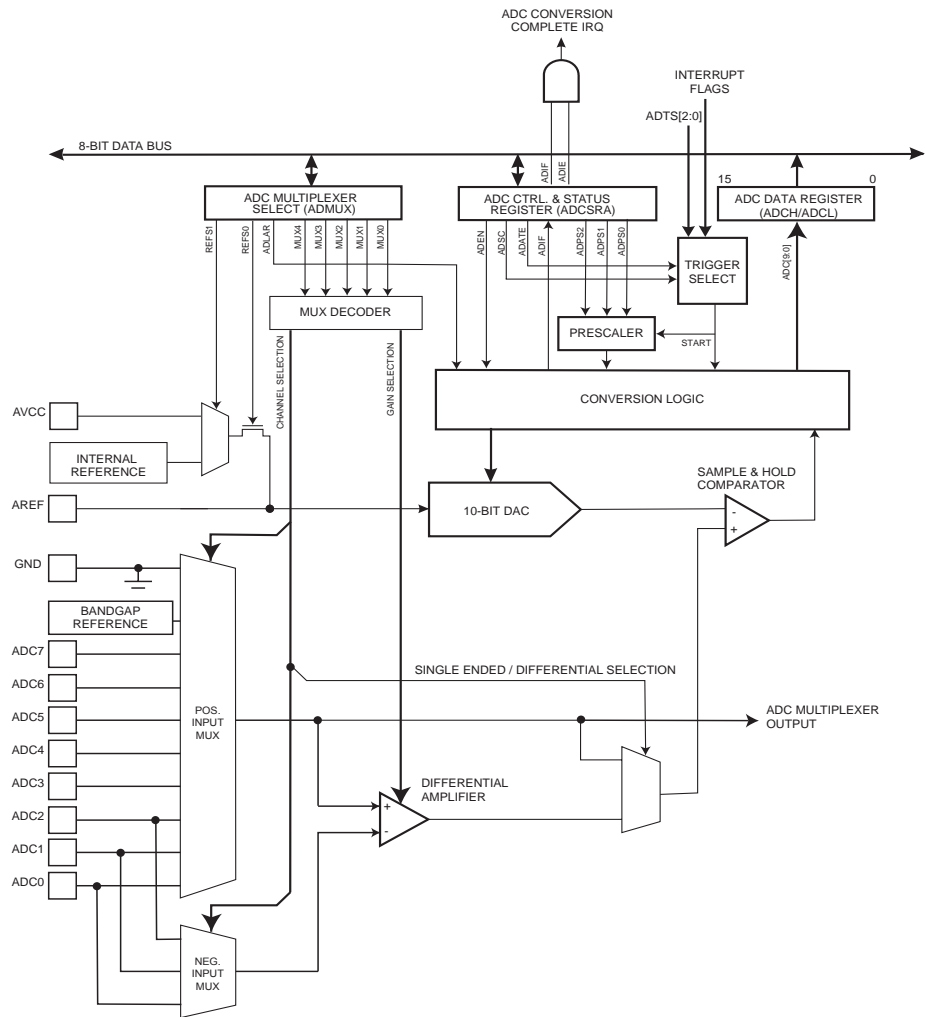 ADC CONVERSION
COMPLETE IRQ
INTERRUPT
FLAGS
ADTS[2:0]
8-BIT DATA BUS
ADIF
ADIE
15
0
ADC MULTIPLEXER
SELECT (ADMUX)
ADC CTRL. & STATUS
REGISTER (ADCSRA)
ADC DATA REGISTER
(ADCH/ADCL)
REFS1
REFS0
ADLAR
MUX4
MUX3
MUX2
MUX1
MUX0
ADEN
ADSC
ADATE
ADIF
ADPS2
ADPS1
ADPS0
ADC[9:0]
TRIGGER
SELECT
MUX DECODER
PRESCALER
START
CHANNEL SELECTION
GAIN SELECTION
CONVERSION LOGIC
AVCC
INTERNAL
REFERENCE
SAMPLE & HOLD
COMPARATOR
AREF
10-BIT DAC
-
+
GND
BANDGAP
REFERENCE
ADC7
SINGLE ENDED / DIFFERENTIAL SELECTION
ADC6
ADC5
POS.
INPUT
MUX
ADC MULTIPLEXER
OUTPUT
ADC4
ADC3
DIFFERENTIAL
AMPLIFIER
+
-
ADC2
ADC1
ADC0
NEG.
INPUT
MUX